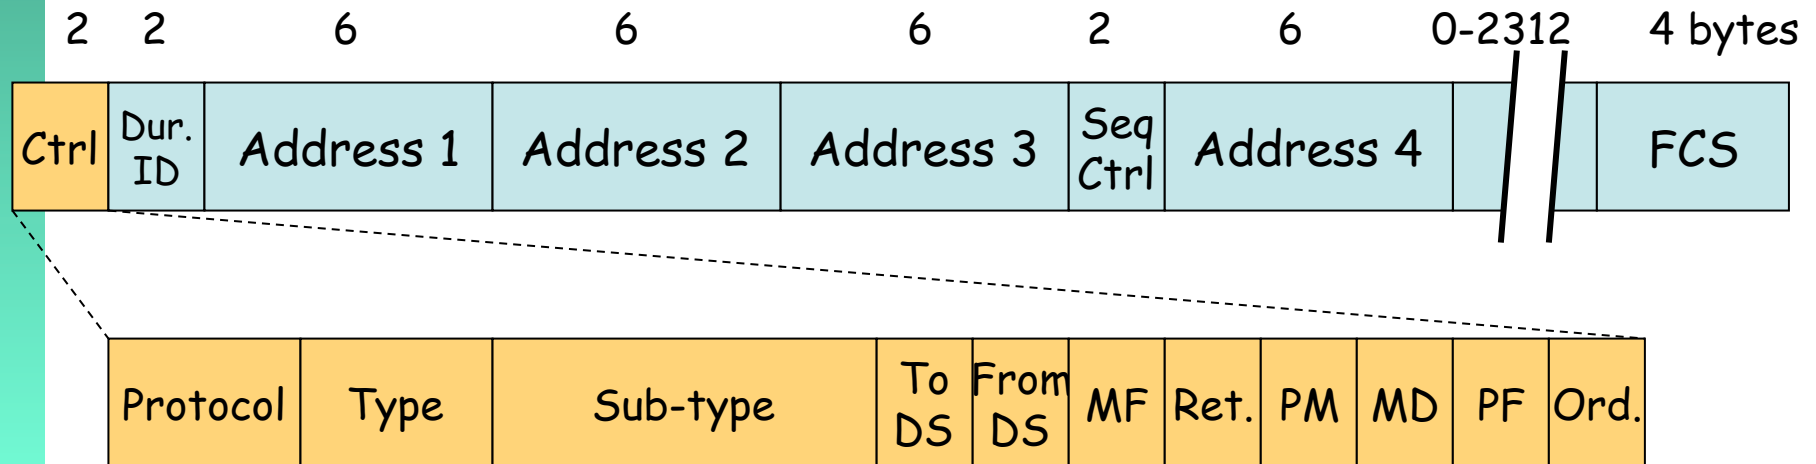 2 2 6 6 6 2 6 0-2312 4 bytes
Ctrl Dur. ID Address 1 Address 2 Address 3 Seq Ctrl Address 4 FCS
Protocol Type Sub-type To DS From DS MF Ret. PM MD PF Ord.